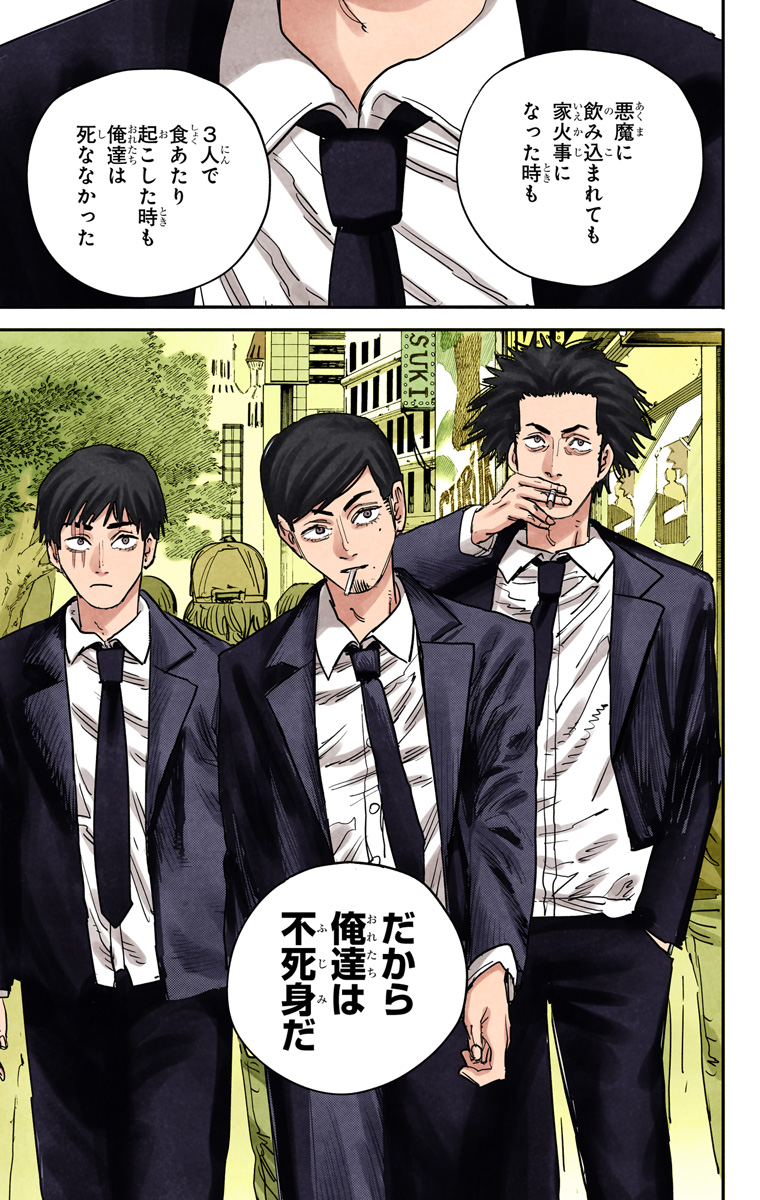 悪魔に
飲み込まれても
家火事に
なった時も
3人で
食あたり
起こした時も
俺達は
死ななかった
SUKI
だから
俺達は
不死身だ